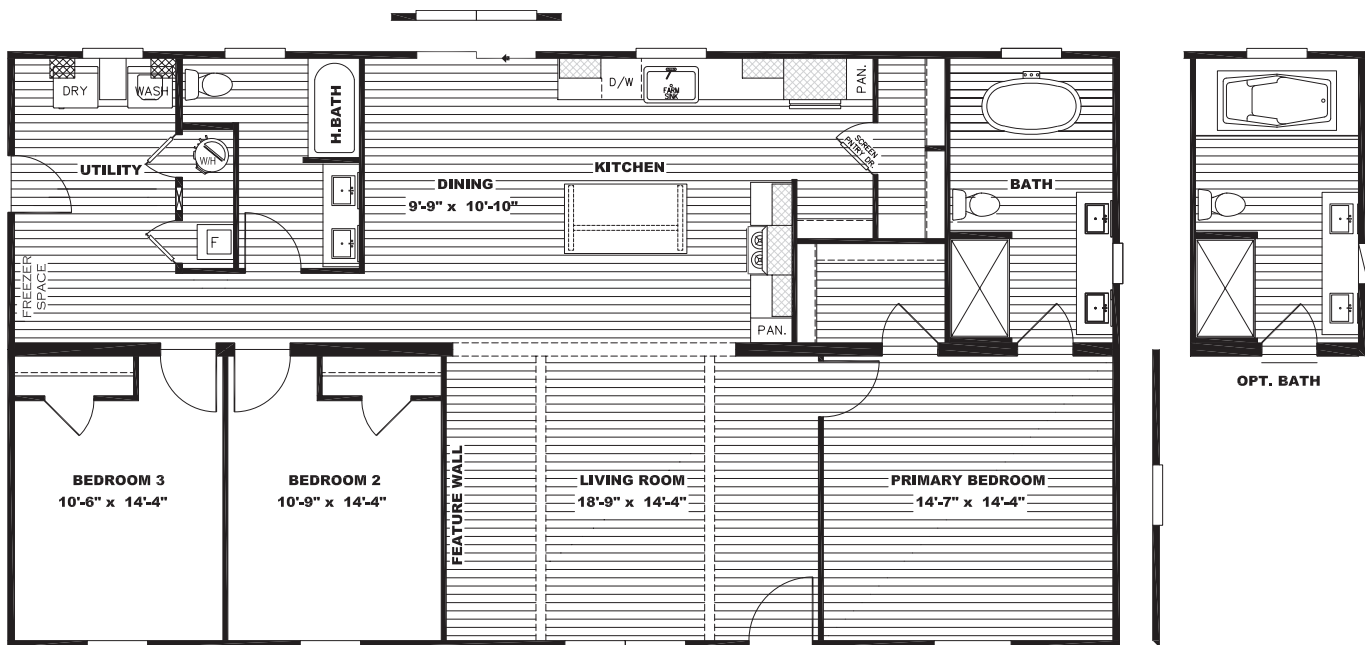 DRY
WASH
H.BATH
D/W
FARM
SINK
PAN.
SCREEN
PNTRY DR.
W/H
UTILITY
KITCHEN
DINING
9'-9" x 10'-10"
BATH
F
FREEZER
SPACE
PAN.
OPT. BATH
BEDROOM 3
10'-6" x 14'-4"
BEDROOM 2
10'-9" x 14'-4"
FEATURE WALL
LIVING ROOM
18'-9" x 14'-4"
PRIMARY BEDROOM
14'-7" x 14'-4"